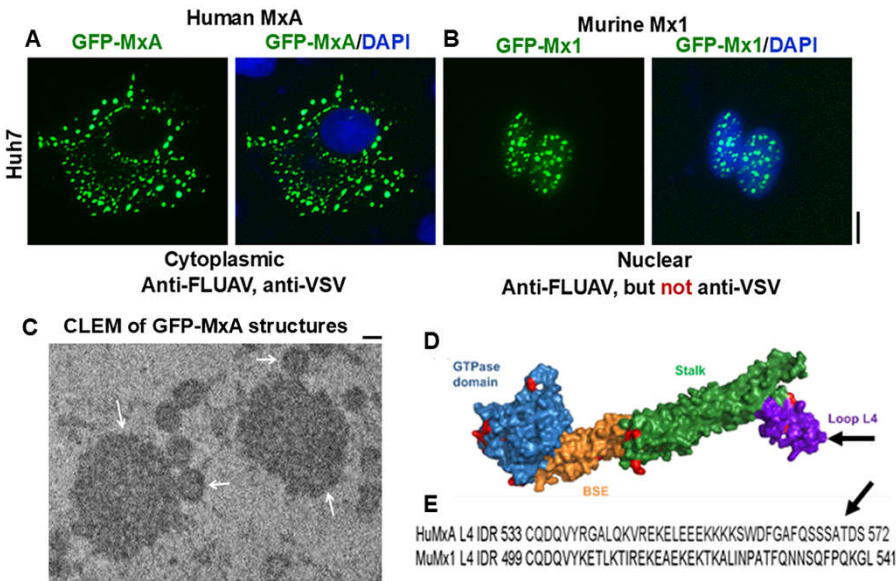 Human MxA
Murine Mx1
A GFP-MxA GFP-MxA/DAPI
B GFP-Mx1 GFP-Mx1/DAPI
Huh7
Cytoplasmic
Anti-FLUAV, anti-VSV
Nuclear
Anti-FLUAV, but not anti-VSV
C CLEM of GFP-MxA structures
D
GTPase
domain
Stalk
Loop L4
BSE
E
HuMxA L4 IDR 533 CQDQVYRGALQKVREKELEEEKKKKSWDFGAFQSSSATDS 572
MuMx1 L4 IDR 499 CQDQVYKETLKTIREKEAEKEKTKALINPATFQNNSQFPQKGL 541